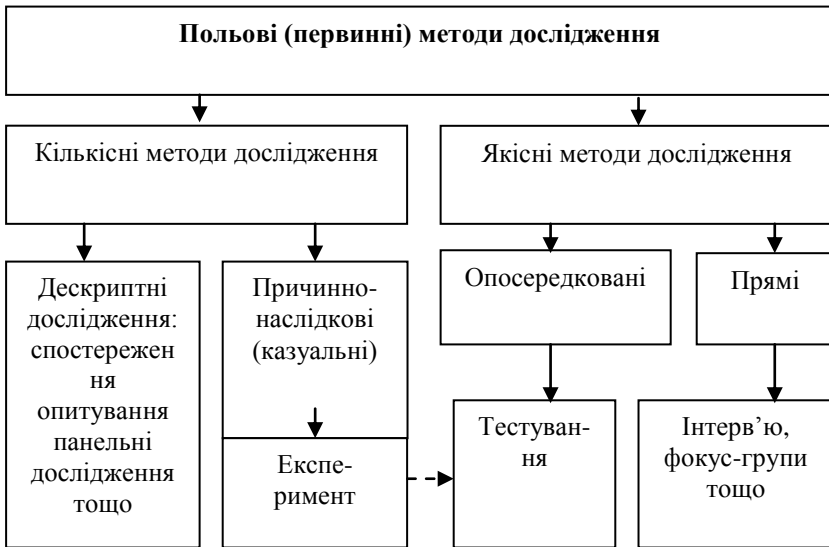 Польові (первинні) методи дослідження
Кількісні методи дослідження
Якісні методи дослідження
Дескриптні
дослідження:
спостережен
ня
опитування
панельні
дослідження
тощо
Причинно-
наслідкові
(казуальні)
Експе-
римент
Опосередковані
Прямі
Тестуван-
ня
Інтерв’ю,
фокус-групи
тощо